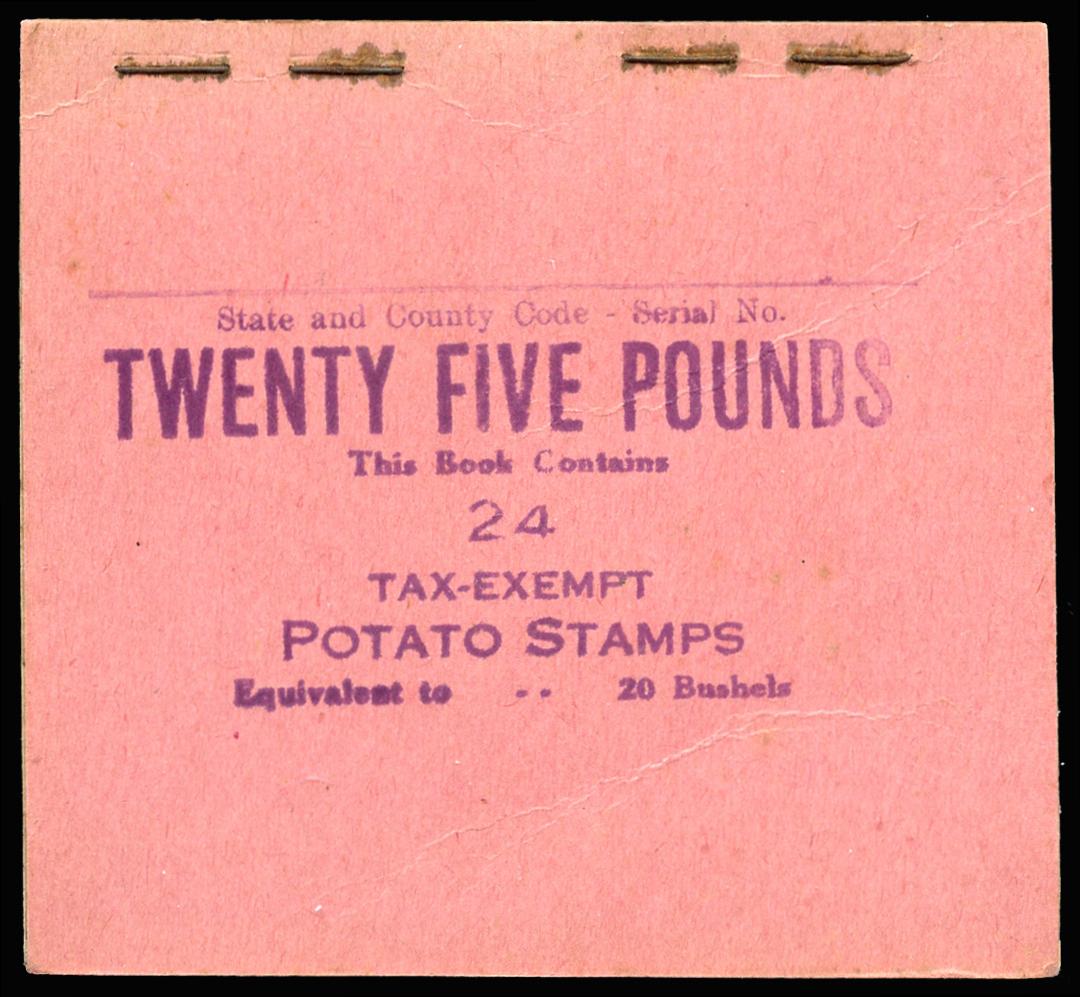 State and County Code - Serial No.
TWENTY FIVE POUNDS
This Book Contains
24
TAX-EXEMPT
POTATO STAMPS
Equivalent to -- 20 Bushels